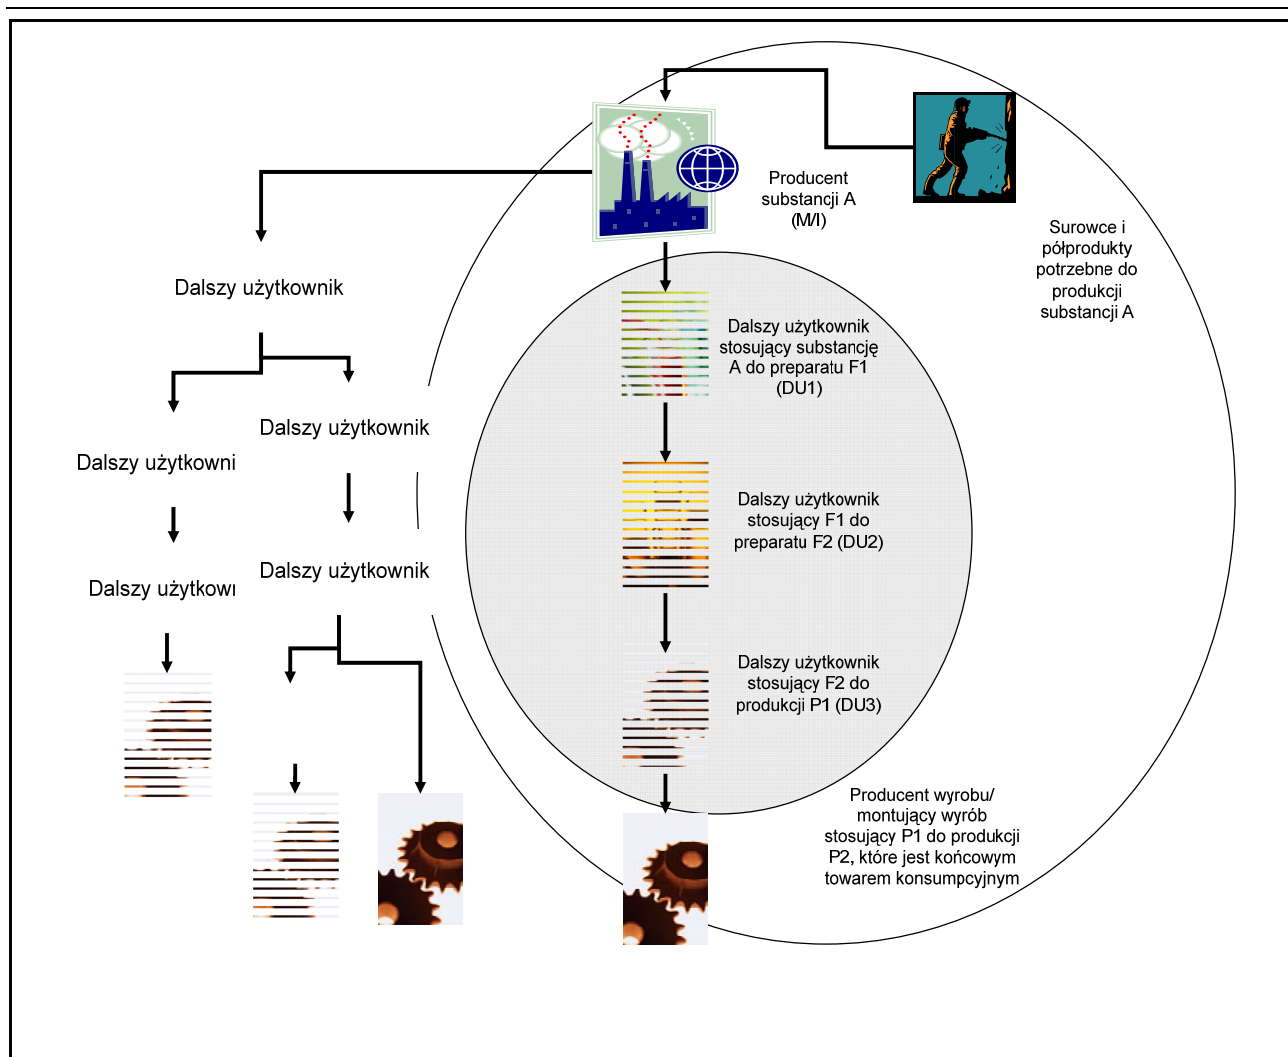 Producent
substancji A
(M/I)
Surowce i
półprodukty
potrzebne do
produkcji
substancji A
Dalszy użytkownik
Dalszy użytkownik
stosujący substancję
A do preparatu F1
(DU1)
Dalszy użytkownik
Dalszy użytkowni
Dalszy użytkownik
stosujący F1 do
preparatu F2 (DU2)
Dalszy użytkownik
Dalszy użytkowi
Dalszy użytkownik
stosujący F2 do
produkcji P1 (DU3)
Producent wyrobu/
montujący wyrób
stosujący P1 do produkcji
P2, które jest końcowym
towarem konsumpcyjnym